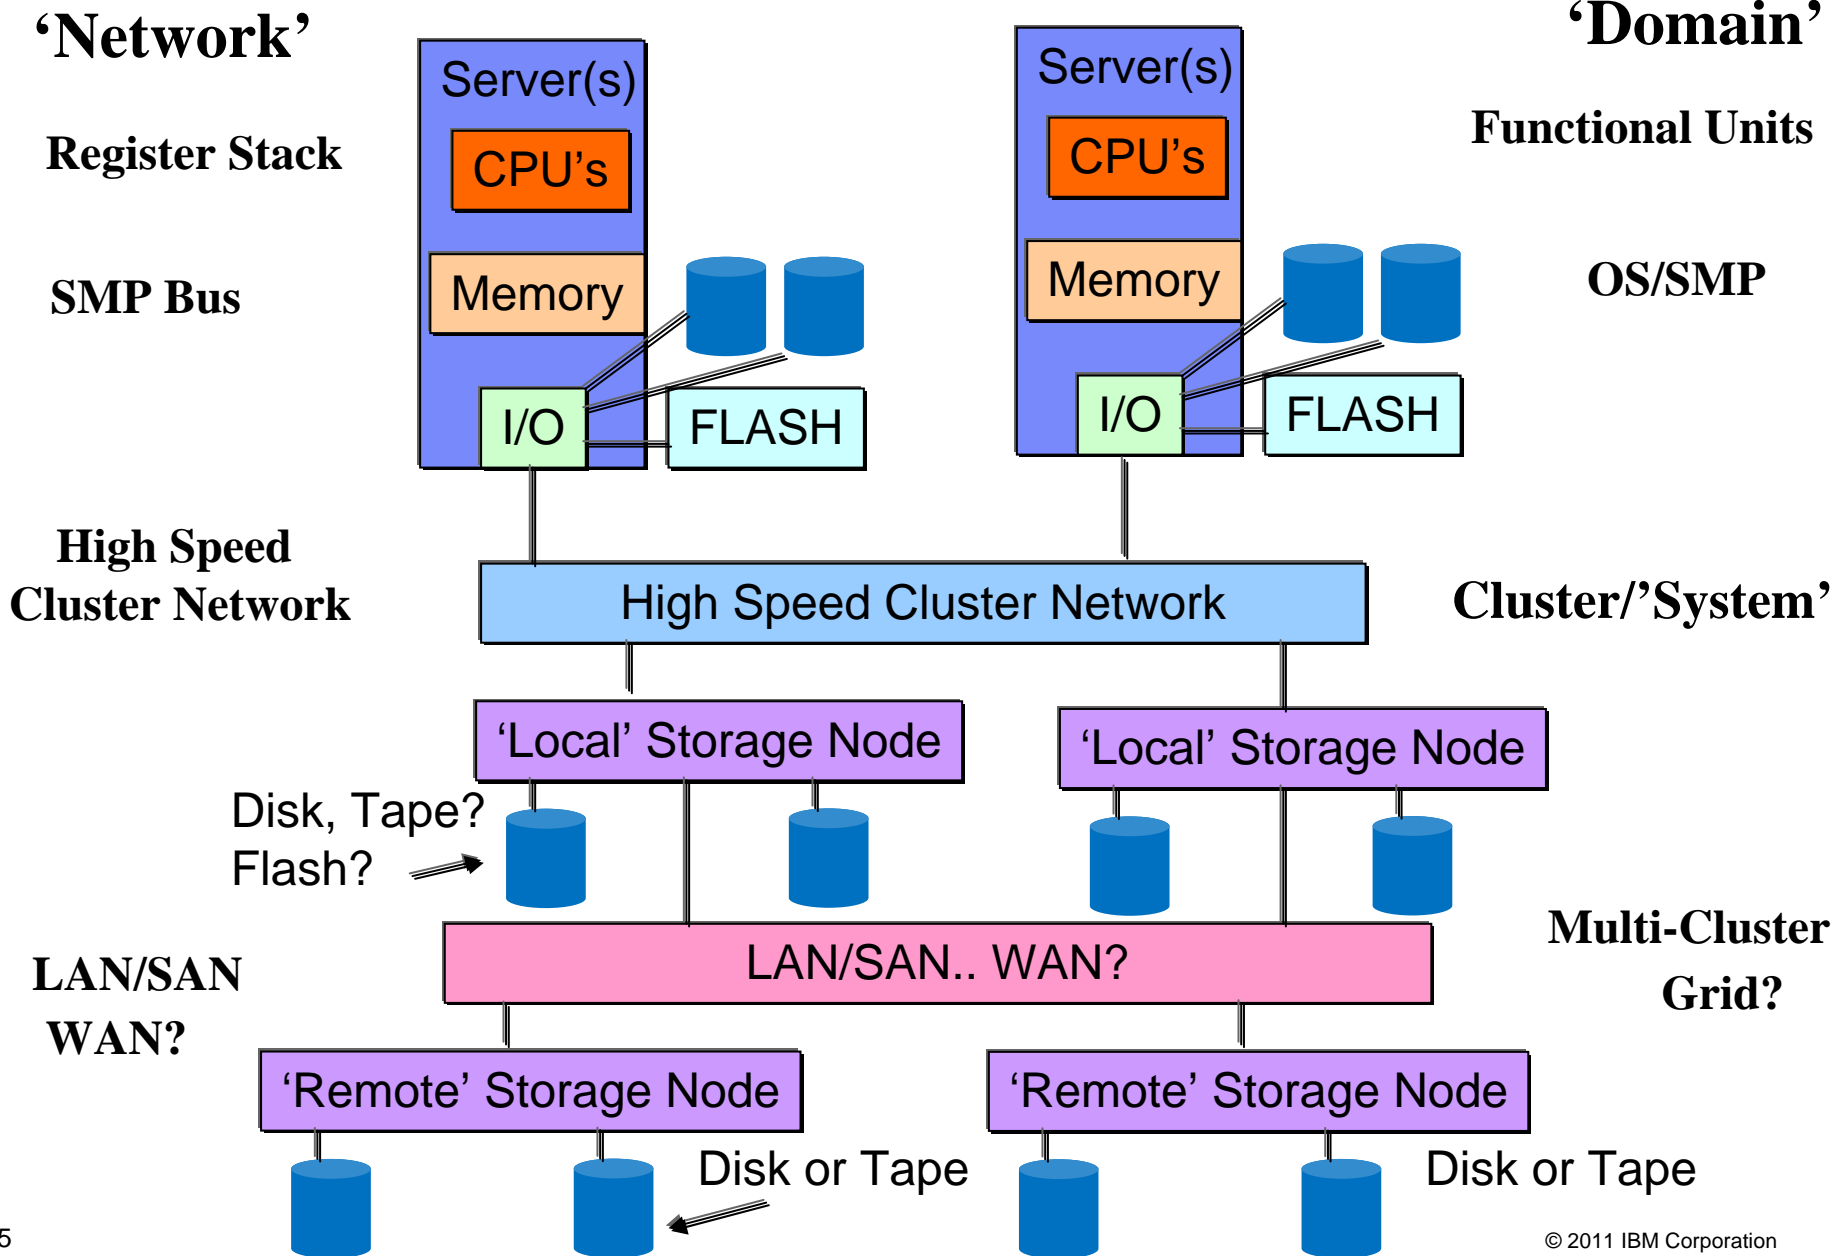 ‘Network’
‘Domain’
Server(s)
Server(s)
Register Stack
CPU's
CPU's
Functional Units
SMP Bus
Memory
Memory
OS/SMP
I/O
FLASH
I/O
FLASH
High Speed
Cluster Network
High Speed Cluster Network
Cluster/’System’
‘Local’ Storage Node
‘Local’ Storage Node
Disk, Tape?
Flash?
LAN/SAN
WAN?
LAN/SAN.. WAN?
Multi-Cluster
Grid?
‘Remote’ Storage Node
‘Remote’ Storage Node
Disk or Tape
Disk or Tape
5
© 2011 IBM Corporation